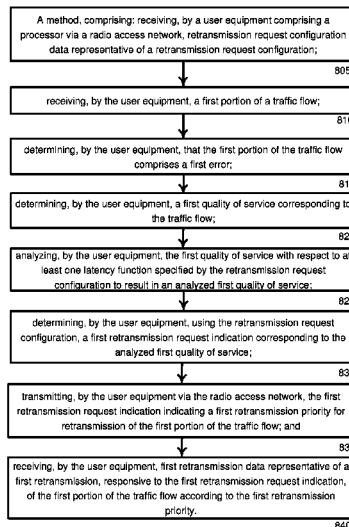 A method, comprising: receiving, by a user equipment comprising a
processor via a radio access network, retransmission request configuration
data representative of a retransmission request configuration;
805
receiving, by the user equipment, a first portion of a traffic flow;
810
determining, by the user equipment, that the first portion of the traffic flow
comprises a first error;
81
determining, by the user equipment, a first quality of service corresponding to
the traffic flow;
82
analyzing, by the user equipment, the first quality of service with respect to at
least one latency function specified by the retransmission request
configuration to result in an analyzed first quality of service;
82
determining, by the user equipment, using the retransmission request
configuration, a first retransmission request indication corresponding to the
analyzed first quality of service;
83
transmitting, by the user equipment via the radio access network, the first
retransmission request indication indicating a first retransmission priority for
retransmission of the first portion of the traffic flow; and
83
receiving, by the user equipment, first retransmission data representative of a
first retransmission, responsive to the first retransmission request indication,
of the first portion of the traffic flow according to the first retransmission
priority.
840